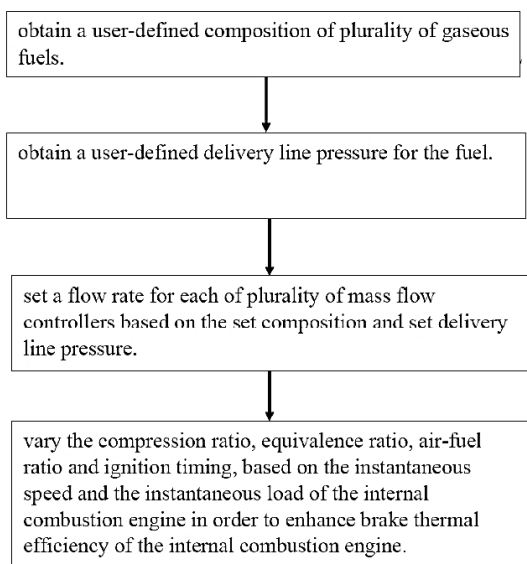 obtain a user-defined composition of plurality of gaseous
fuels.
obtain a user-defined delivery line pressure for the fuel.
set a flow rate for each of plurality of mass flow
controllers based on the set composition and set delivery
line pressure.
vary the compression ratio, equivalence ratio, air-fuel
ratio and ignition timing, based on the instantaneous
speed and the instantaneous load of the internal
combustion engine in order to enhance brake thermal
efficiency of the internal combustion engine.